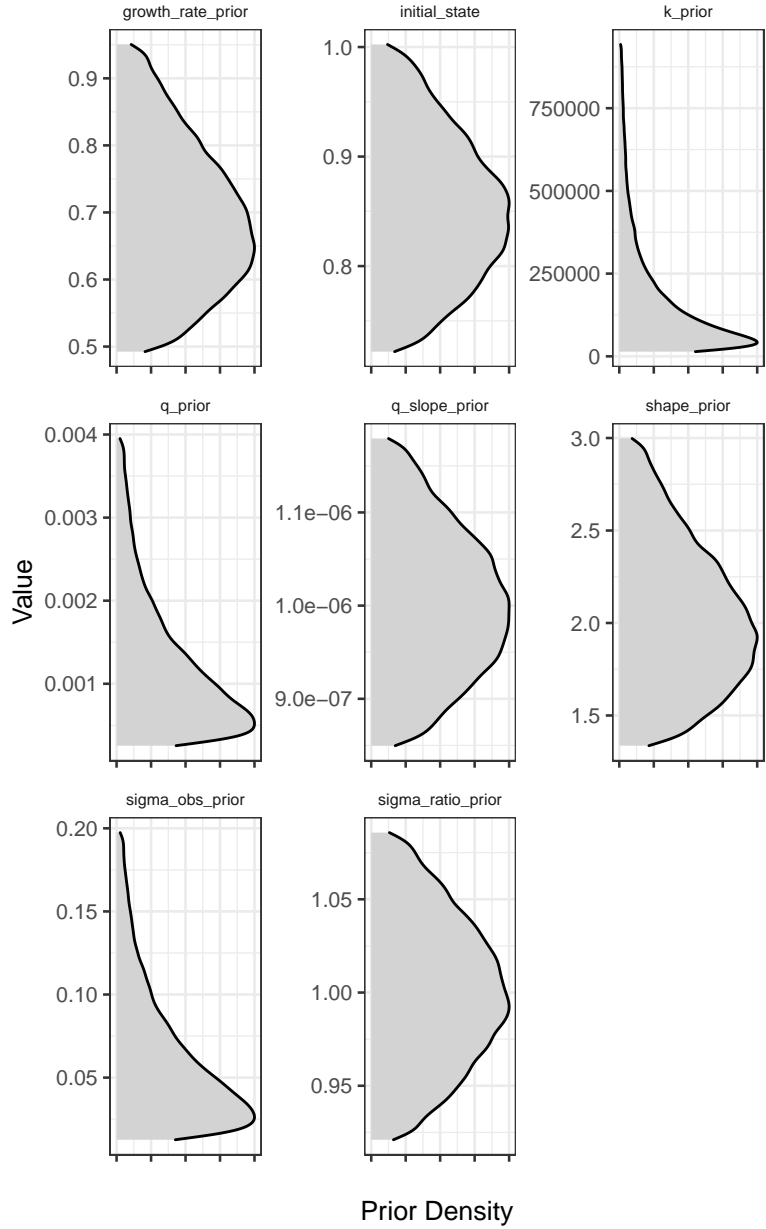 growth_rate_prior
0.9
0.8
0.7
0.6
0.5
initial_state
1.0
0.9
0.8
k_prior
750000
500000
250000
0
q_prior
0.004
0.003
0.002
0.001
q_slope_prior
1.1e−06
1.0e−06
9.0e−07
shape_prior
3.0
2.5
2.0
1.5
sigma_obs_prior
0.20
0.15
0.10
0.05
sigma_ratio_prior
1.05
1.00
0.95
Value
Prior Density